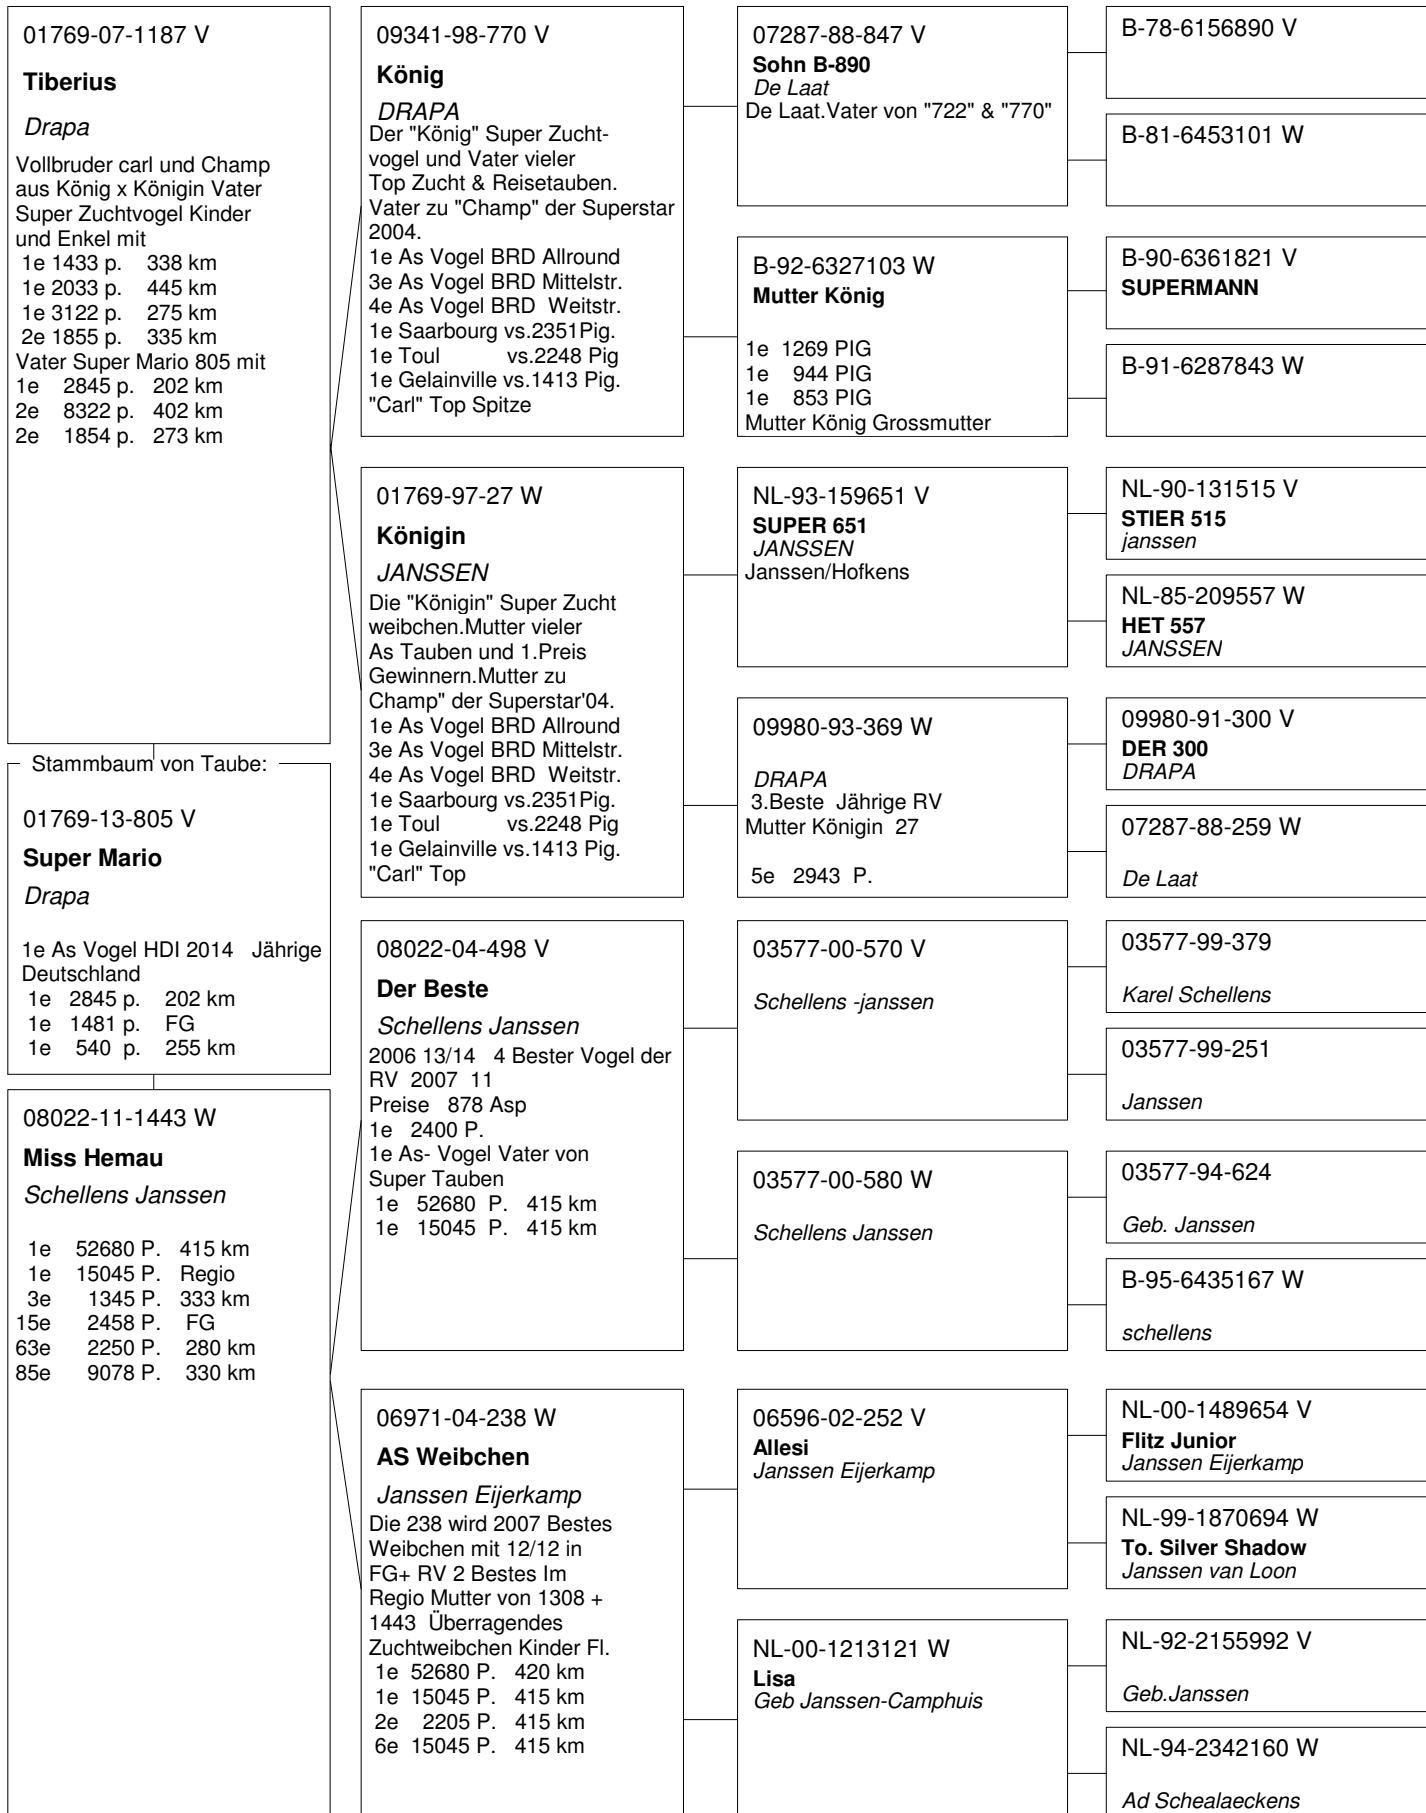 01769-07-1187 V
Tiberius
Drapa
Vollbruder carl und Champ
aus König x Königin Vater
Super Zuchtvogel Kinder
und Enkel mit
1e 1433 p. 338 km
1e 2033 p. 445 km
1e 3122 p. 275 km
2e 1855 p. 335 km
Vater Super Mario 805 mit
1e 2845 p. 202 km
2e 8322 p. 402 km
2e 1854 p. 273 km
Stammbaum von Taube:
01769-13-805 V
Super Mario
Drapa
1e As Vogel HDI 2014 Jährige
Deutschland
1e 2845 p. 202 km
1e 1481 p. FG
1e 540 p. 255 km
08022-11-1443 W
Miss Hemau
Schellens Janssen
1e 52680 P. 415 km
1e 15045 P. Regio
3e 1345 P. 333 km
15e 2458 P. FG
63e 2250 P. 280 km
85e 9078 P. 330 km
09341-98-770 V
König
DRAPA
Der "König" Super Zucht-
vogel und Vater vieler
Top Zucht & Reisetauben.
Vater zu "Champ" der Superstar
2004.
1e As Vogel BRD Allround
3e As Vogel BRD Mittelstr.
4e As Vogel BRD Weitstr.
1e Saarbourg vs.2351Pig.
1e Toul vs.2248 Pig
1e Gelainville vs.1413 Pig.
"Carl" Top Spitze
01769-97-27 W
Königin
JANSSEN
Die "Königin" Super Zucht
weibchen.Mutter vieler
As Tauben und 1.Preis
Gewinnern.Mutter zu
Champ" der Superstar'04.
1e As Vogel BRD Allround
3e As Vogel BRD Mittelstr.
4e As Vogel BRD Weitstr.
1e Saarbourg vs.2351Pig.
1e Toul vs.2248 Pig
1e Gelainville vs.1413 Pig.
"Carl" Top
08022-04-498 V
Der Beste
Schellens Janssen
2006 13/14 4 Bester Vogel der
RV 2007 11
Preise 878 Asp
1e 2400 P.
1e As- Vogel Vater von
Super Tauben
1e 52680 P. 415 km
1e 15045 P. 415 km
06971-04-238 W
AS Weibchen
Janssen Eijerkamp
Die 238 wird 2007 Bestes
Weibchen mit 12/12 in
FG+ RV 2 Bestes Im
Regio Mutter von 1308 +
1443 Überragendes
Zuchtweibchen Kinder Fl.
1e 52680 P. 420 km
1e 15045 P. 415 km
2e 2205 P. 415 km
6e 15045 P. 415 km
07287-88-847 V
Sohn B-890
De Laat
De Laat.Vater von "722" & "770"
B-92-6327103 W
Mutter König
1e 1269 PIG
1e 944 PIG
1e 853 PIG
Mutter König Grossmutter
NL-93-159651 V
SUPER 651
JANSSEN
Janssen/Hofkens
09980-93-369 W
DRAPA
3.Beste Jährige RV
Mutter Königin 27
5e 2943 P.
03577-00-570 V
Schellens -janssen
03577-00-580 W
Schellens Janssen
06596-02-252 V
Allesi
Janssen Eijerkamp
NL-00-1213121 W
Lisa
Geb Janssen-Camphuis
B-78-6156890 V
B-81-6453101 W
B-90-6361821 V
SUPERMANN
B-91-6287843 W
NL-90-131515 V
STIER 515
janssen
NL-85-209557 W
HET 557
JANSSEN
09980-91-300 V
DER 300
DRAPA
07287-88-259 W
De Laat
03577-99-379
Karel Schellens
03577-99-251
Janssen
03577-94-624
Geb. Janssen
B-95-6435167 W
schellens
NL-00-1489654 V
Flitz Junior
Janssen Eijerkamp
NL-99-1870694 W
To. Silver Shadow
Janssen van Loon
NL-92-2155992 V
Geb.Janssen
NL-94-2342160 W
Ad Schealaeckens